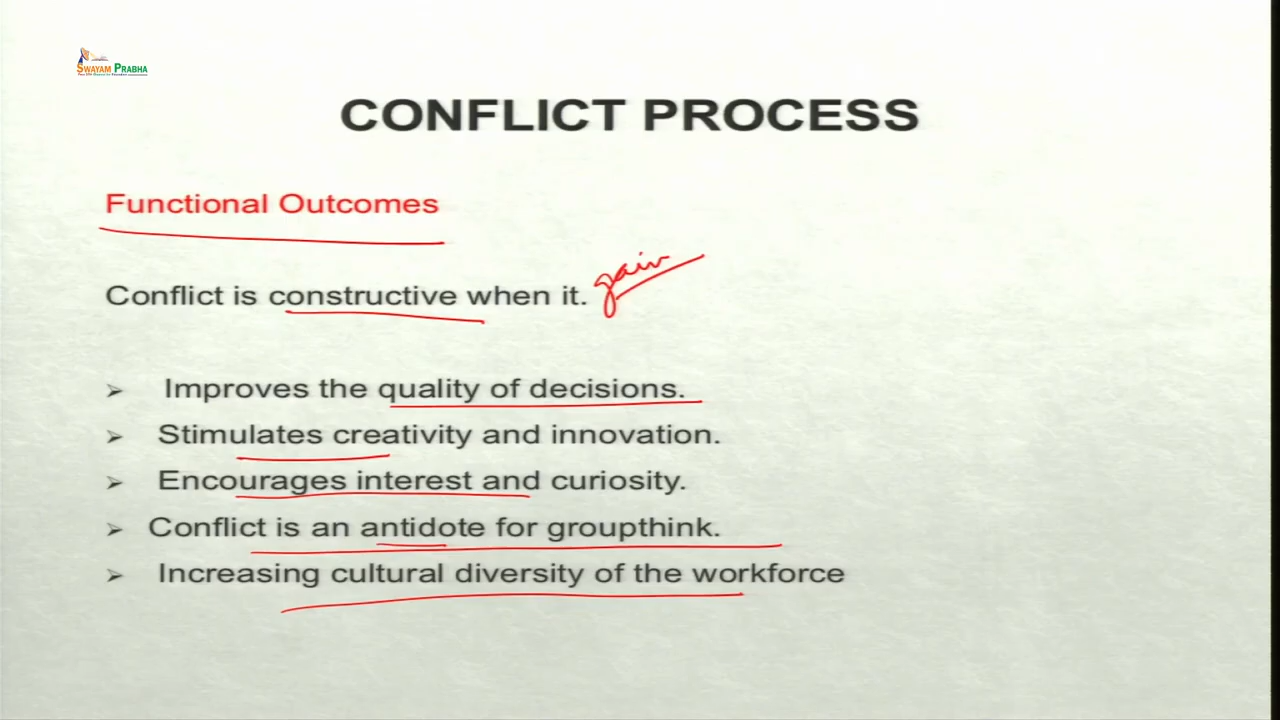 SWAYAM PRABHA
CONFLICT PROCESS
Functional Outcomes
Conflict is constructive when it. gain
➢ Improves the quality of decisions.
➢ Stimulates creativity and innovation.
➢ Encourages interest and curiosity.
➢ Conflict is an antidote for groupthink.
➢ Increasing cultural diversity of the workforce